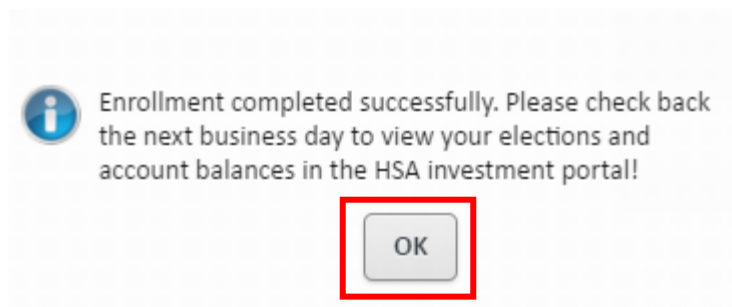 Enrollment completed successfully. Please check back
the next business day to view your elections and
account balances in the HSA investment portal!
OK